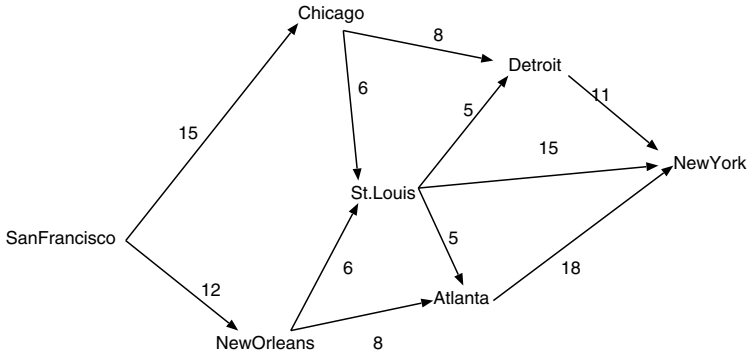 Chicago
8
Detroit
11
6
5
15
15
NewYork
St.Louis
SanFrancisco
5
6
18
12
Atlanta
NewOrleans
8